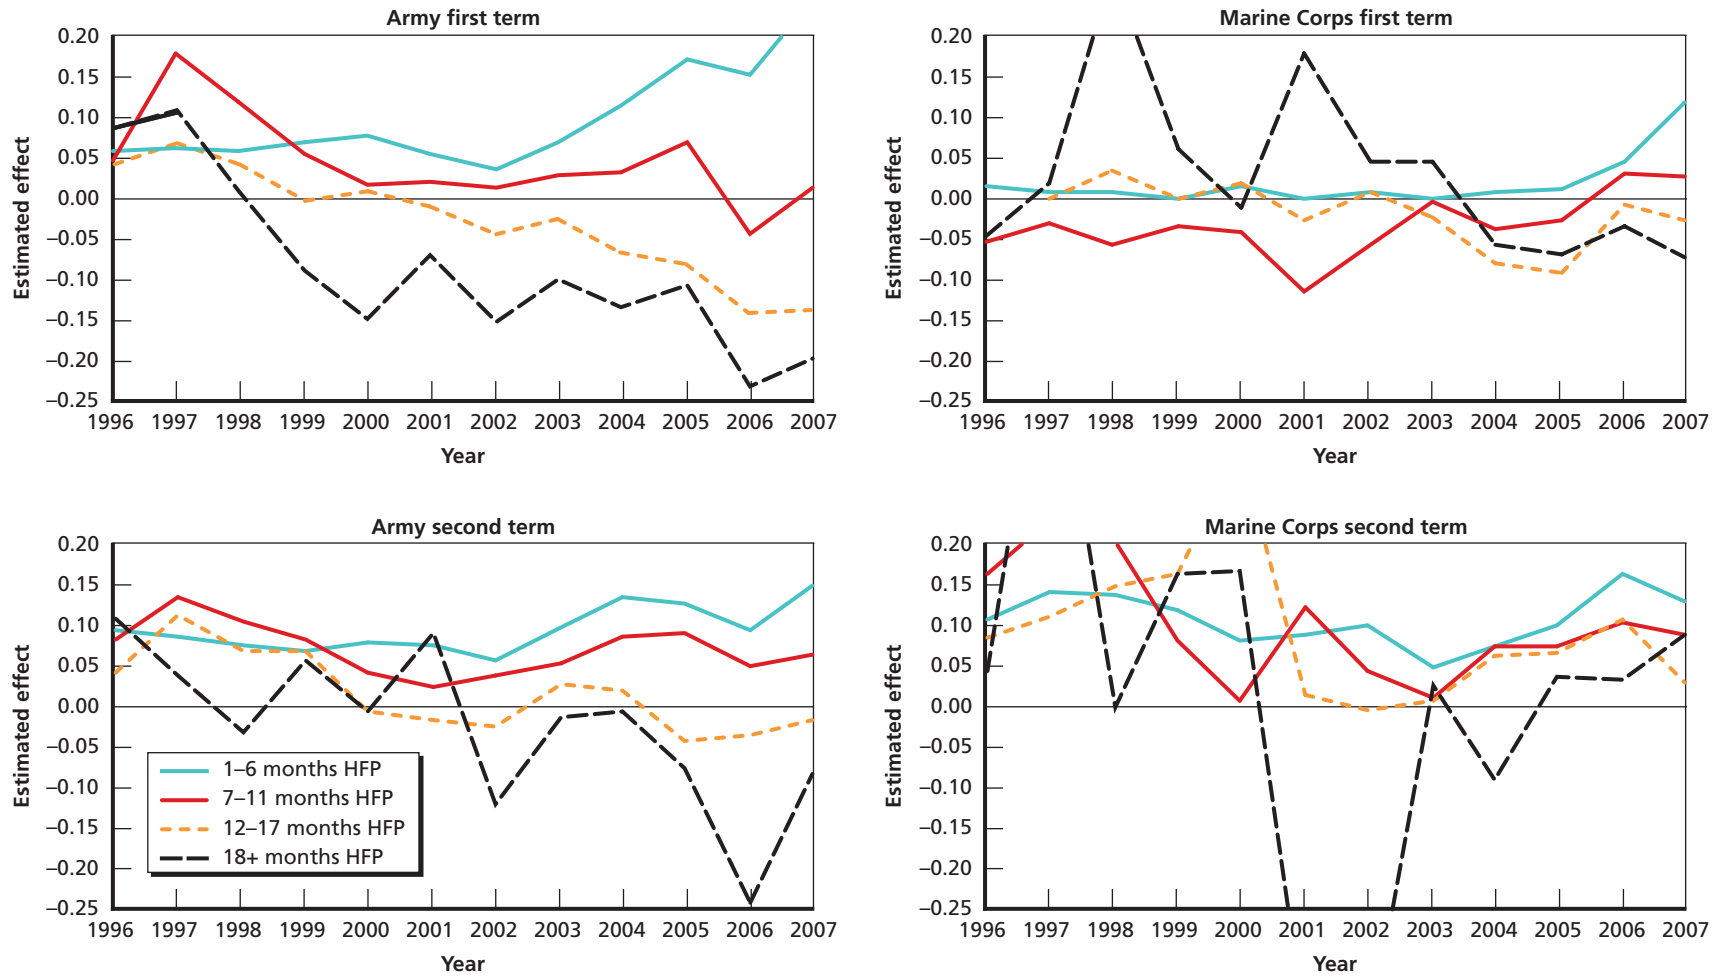 Army first term
0.20
0.15
0.10
0.05
0.00
–0.05
–0.10
–0.15
–0.20
–0.25
Estimated effect
1996 1997 1998 1999 2000 2001 2002 2003 2004 2005 2006 2007
Year
Marine Corps first term
0.20
0.15
0.10
0.05
0.00
–0.05
–0.10
–0.15
–0.20
–0.25
Estimated effect
1996 1997 1998 1999 2000 2001 2002 2003 2004 2005 2006 2007
Year
Army second term
0.20
0.15
0.10
0.05
0.00
–0.05
–0.10
–0.15
–0.20
–0.25
Estimated effect
1–6 months HFP
7–11 months HFP
12–17 months HFP
18+ months HFP
1996 1997 1998 1999 2000 2001 2002 2003 2004 2005 2006 2007
Year
Marine Corps second term
0.20
0.15
0.10
0.05
0.00
–0.05
–0.10
–0.15
–0.20
–0.25
Estimated effect
1996 1997 1998 1999 2000 2001 2002 2003 2004 2005 2006 2007
Year